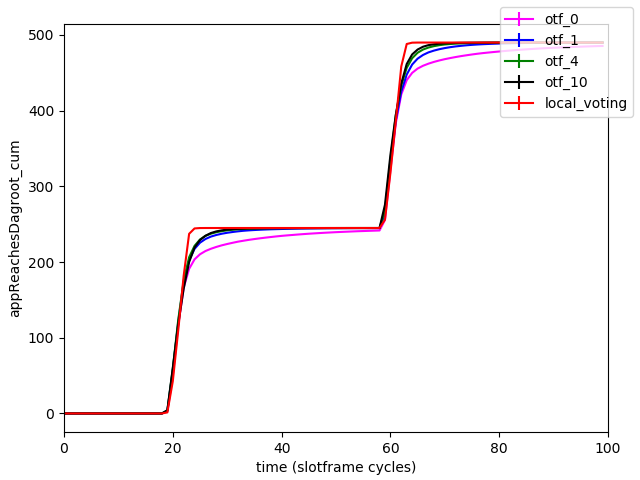 otf_0
otf_1
otf_4
otf_10
local_voting
500
400
300
200
100
0
appReachesDagroot_cum
0 20 40 60 80 100
time (slotframe cycles)